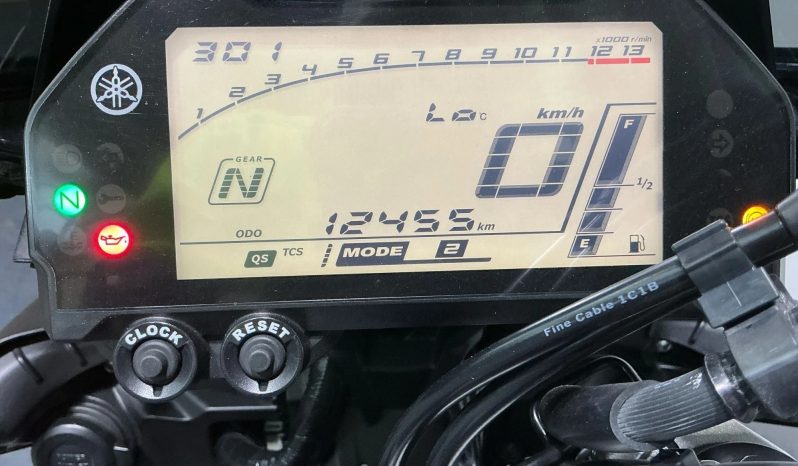 301
x1000 r/min
1 2 3 4 5 6 7 8 9 10 11 12 13
Lo C
km/h
0
F
1/2
E
GEAR
N
N
ODO
12455 km
QS TCS 1 MODE 2
CLOCK
RESET
Fine Cable 1C1B